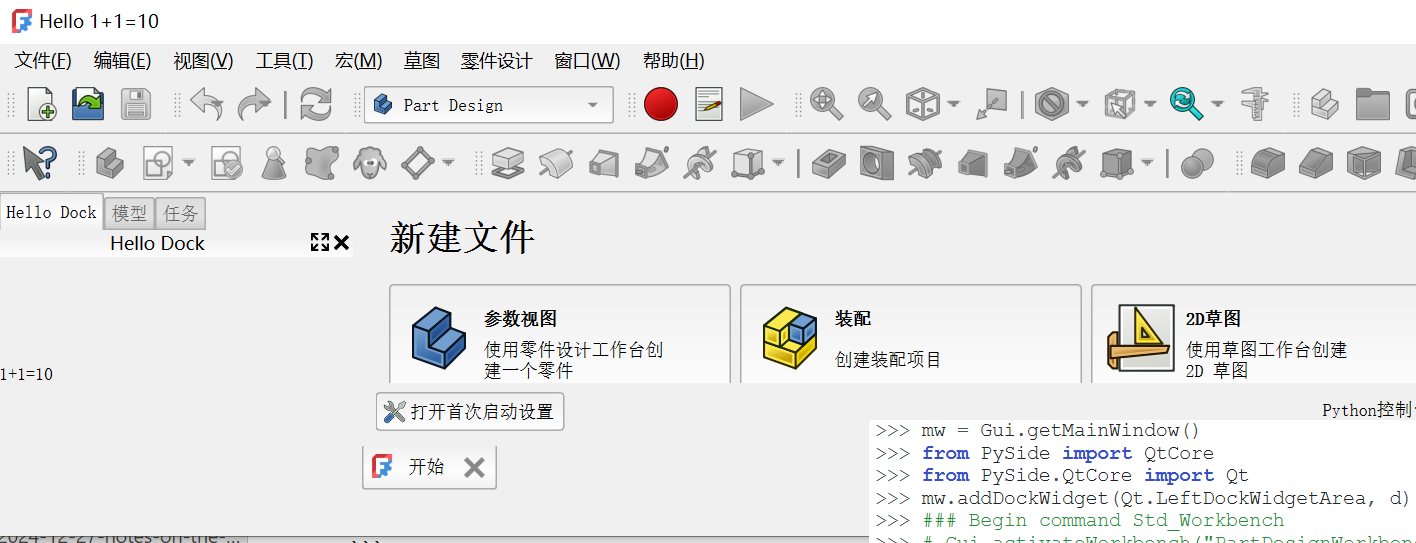 Hello 1+1=10
文件(F) 编辑(E) 视图(V) 工具(T) 宏(M) 草图 零件设计 窗口(W) 帮助(H)
Part Design
Hello Dock 模型 任务
Hello Dock
新建文件
参数视图
使用零件设计工作台创
建一个零件
装配
创建装配项目
2D草图
使用草图工作台创建
2D 草图
1+1=10
打开首次启动设置
开始
Python控制
>>> mw = Gui.getMainWindow()
>>> from PySide import QtCore
>>> from PySide.QtCore import Qt
>>> mw.addDockWidget(Qt.LeftDockWidgetArea, d)
>>> ### Begin command Std_Workbench
>>> # Gui.activateWorkbench("PartDesignWorkben
2024-12-27-notes-on-the-...